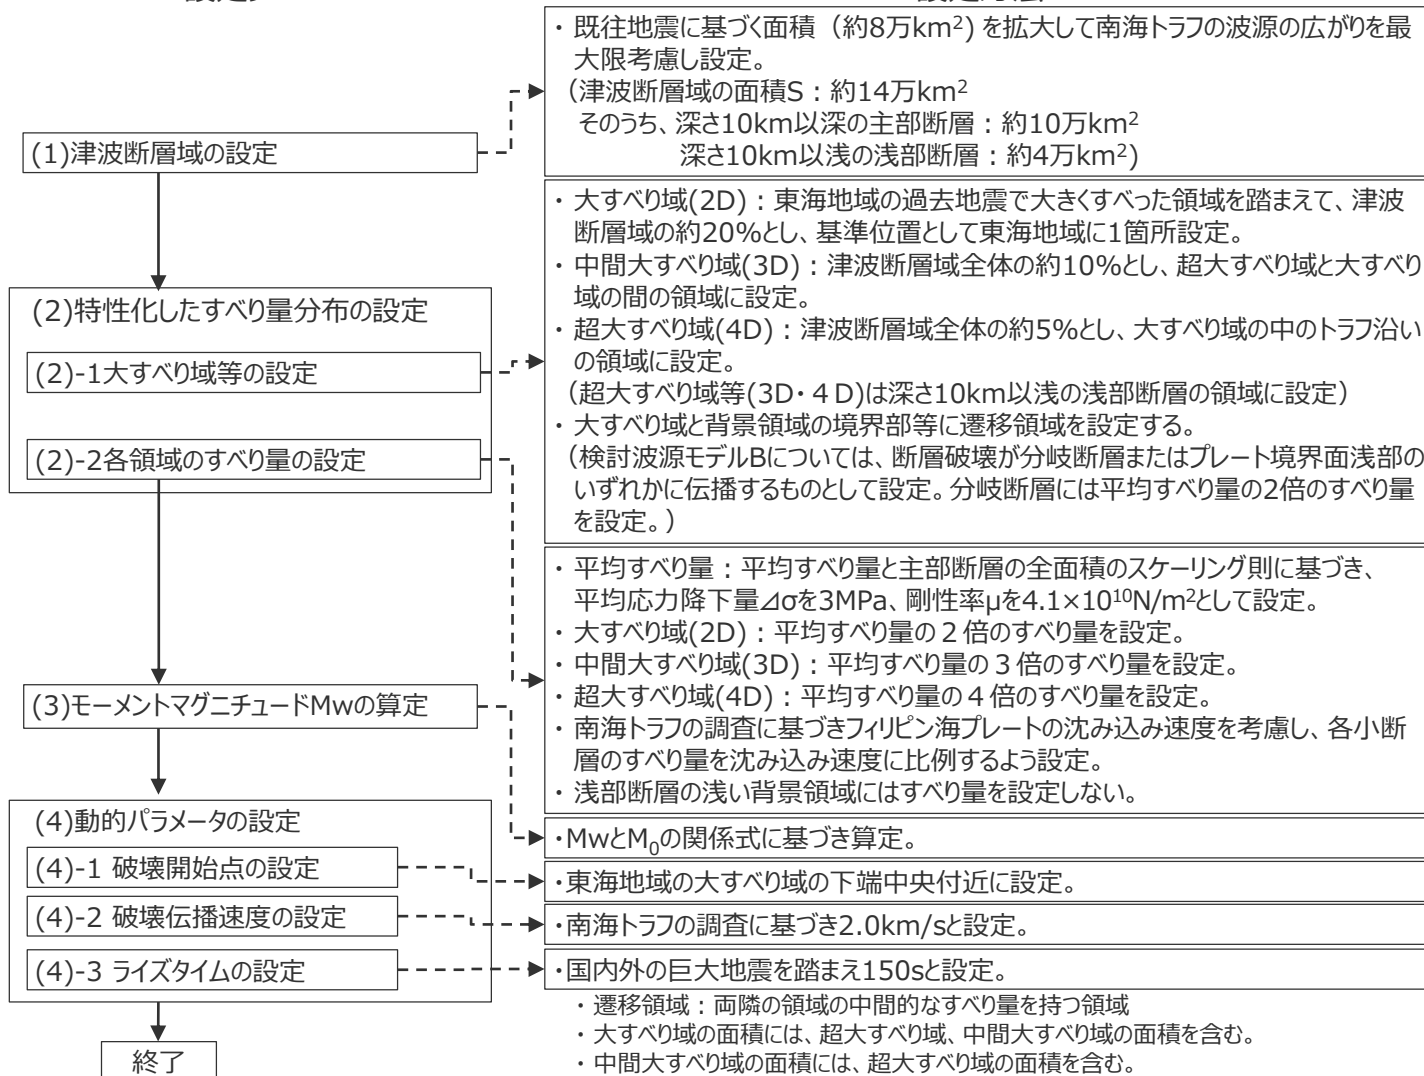 (1)津波断層域の設定
・ 既往地震に基づく面積（約8万km²) を拡大して南海トラフの波源の広がりを最
大限考慮し設定。
（津波断層域の面積S：約14万km²
そのうち、深さ10km以深の主部断層：約10万km²
深さ10km以浅の浅部断層：約4万km²)
(2)特性化したすべり量分布の設定
(2)-1大すべり域等の設定
・ 大すべり域(2D)：東海地域の過去地震で大きくすべった領域を踏まえて、津波
断層域の約20％とし、基準位置として東海地域に1箇所設定。
・ 中間大すべり域(3D)：津波断層域全体の約10%とし、超大すべり域と大すべり
域の間の領域に設定。
・ 超大すべり域(4D)：津波断層域全体の約5%とし、大すべり域の中のトラフ沿い
の領域に設定。
（超大すべり域等(3D・４Ｄ)は深さ10km以浅の浅部断層の領域に設定）
・ 大すべり域と背景領域の境界部等に遷移領域を設定する。
（検討波源モデルBについては、断層破壊が分岐断層またはプレート境界面浅部の
いずれかに伝播するものとして設定。分岐断層には平均すべり量の2倍のすべり量
を設定。）
(2)-2各領域のすべり量の設定
・ 平均すべり量：平均すべり量と主部断層の全面積のスケーリング則に基づき、
平均応力降下量⊿σを3MPa、剛性率μを4.1×10¹⁰N/m²として設定。
・ 大すべり域(2D)：平均すべり量の２倍のすべり量を設定。
・ 中間大すべり域(3D)：平均すべり量の３倍のすべり量を設定。
・ 超大すべり域(4D)：平均すべり量の４倍のすべり量を設定。
・ 南海トラフの調査に基づきフィリピン海プレートの沈み込み速度を考慮し、各小断
層のすべり量を沈み込み速度に比例するよう設定。
・ 浅部断層の浅い背景領域にはすべり量を設定しない。
(3)モーメントマグニチュードMwの算定
・MwとM₀の関係式に基づき算定。
(4)動的パラメータの設定
(4)-1 破壊開始点の設定
・東海地域の大すべり域の下端中央付近に設定。
(4)-2 破壊伝播速度の設定
・南海トラフの調査に基づき2.0km/sと設定。
(4)-3 ライズタイムの設定
・国内外の巨大地震を踏まえ150sと設定。
終了
・ 遷移領域：両隣の領域の中間的なすべり量を持つ領域
・ 大すべり域の面積には、超大すべり域、中間大すべり域の面積を含む。
・ 中間大すべり域の面積には、超大すべり域の面積を含む。